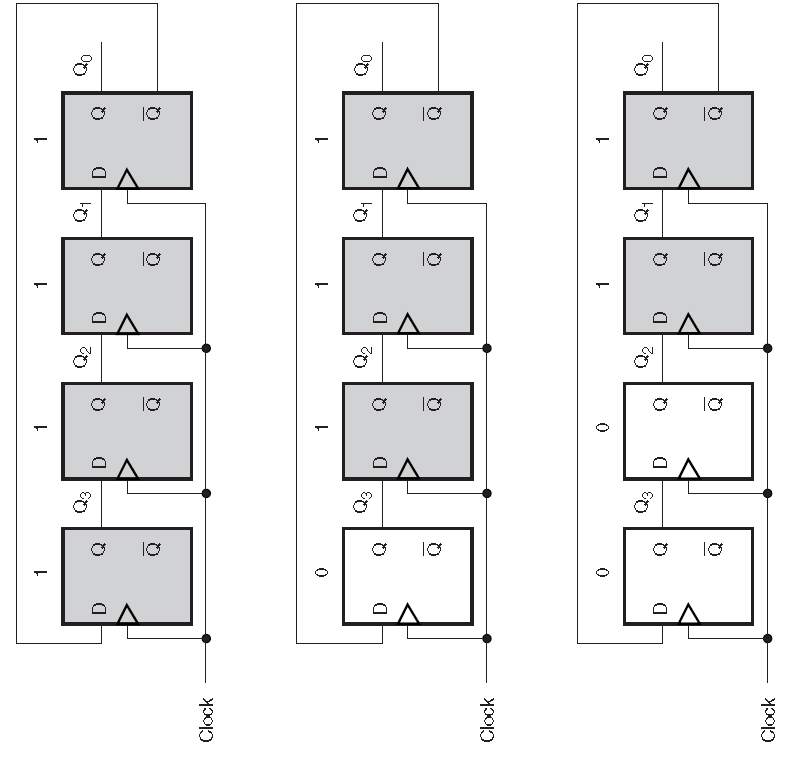 1 1 1 1
Q₃ Q₂ Q₁ Q₀
D Q D Q D Q D Q
Q̅ Q̅ Q̅ Q̅
Clock
0 1 1 1
Q₃ Q₂ Q₁ Q₀
D Q D Q D Q D Q
Q̅ Q̅ Q̅ Q̅
Clock
0 0 1 1
Q₃ Q₂ Q₁ Q₀
D Q D Q D Q D Q
Q̅ Q̅ Q̅ Q̅
Clock